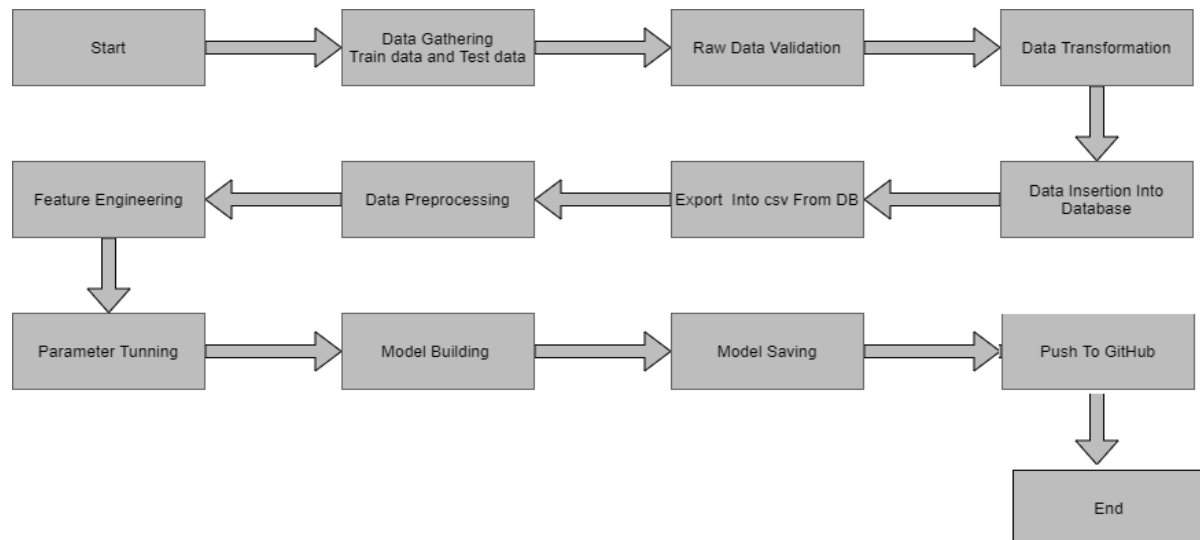 Start
Data Gathering
Train data and Test data
Raw Data Validation
Data Transformation
Data Insertion Into
Database
Export Into csv From DB
Data Preprocessing
Feature Engineering
Parameter Tunning
Model Building
Model Saving
Push To GitHub
End